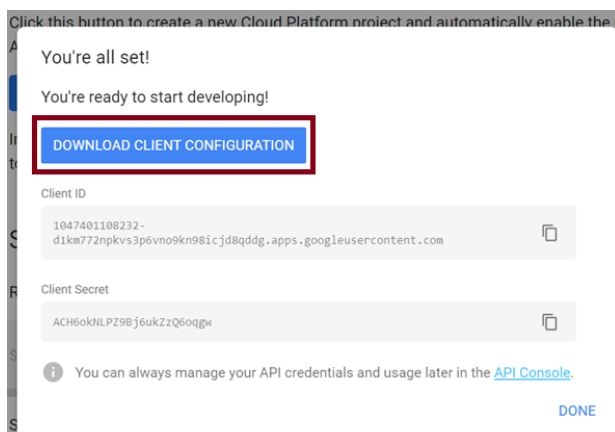 Click this button to create a new Cloud Platform project and automatically enable the
A
You're all set!
You're ready to start developing!
DOWNLOAD CLIENT CONFIGURATION
Client ID
1047401108232-
d1km772npkvs3p6vno9kn98icjd8qddg.apps.googleusercontent.com
Client Secret
ACH6okNLPZ9Bj6ukZzQ6oqgw
You can always manage your API credentials and usage later in the API Console.
DONE